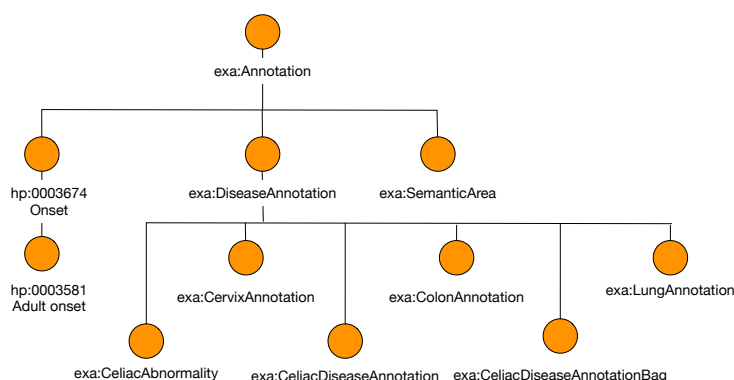 exa:Annotation
hp:0003674
Onset
exa:DiseaseAnnotation
exa:SemanticArea
hp:0003581
Adult onset
exa:CervixAnnotation
exa:ColonAnnotation
exa:LungAnnotation
exa:CeliacAbnormality
exa:CeliacDiseaseAnnotation
exa:CeliacDiseaseAnnotationBag